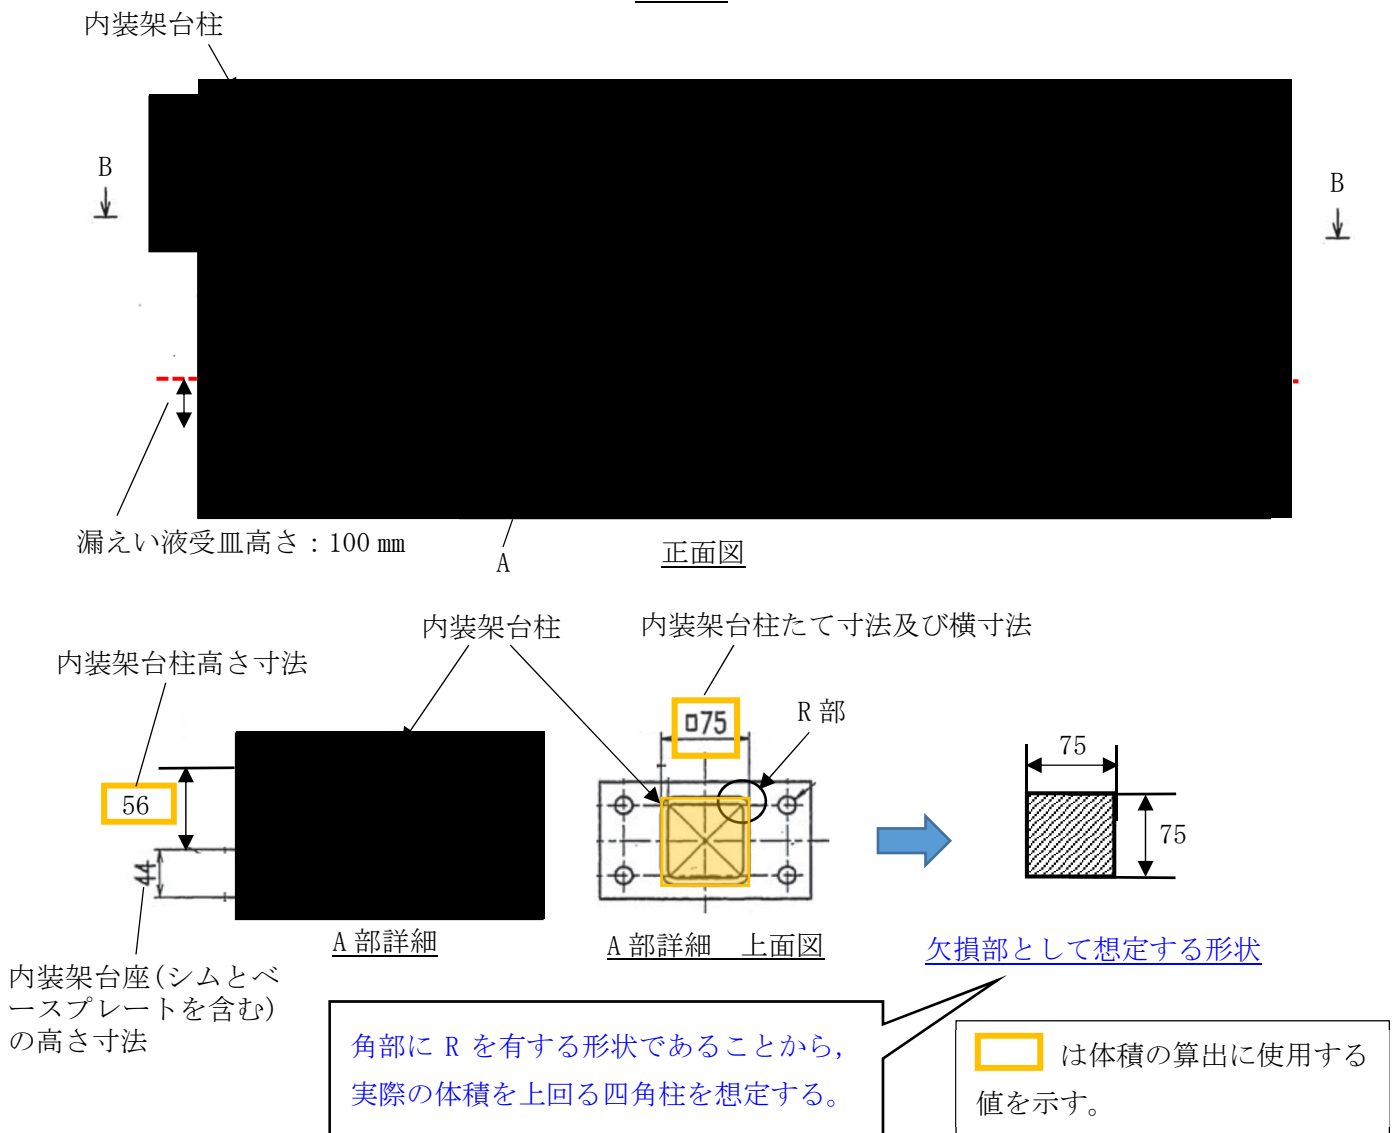 内装架台柱
B
B
漏えい液受皿高さ：100 ㎜
A
正面図
内装架台柱
内装架台柱たて寸法及び横寸法
内装架台柱高さ寸法
□75
R 部
75
56
75
44
A 部詳細
A 部詳細　上面図
欠損部として想定する形状
内装架台座(シムとベ
ースプレートを含む)
の高さ寸法
角部に R を有する形状であることから，
実際の体積を上回る四角柱を想定する。
は体積の算出に使用する
値を示す。